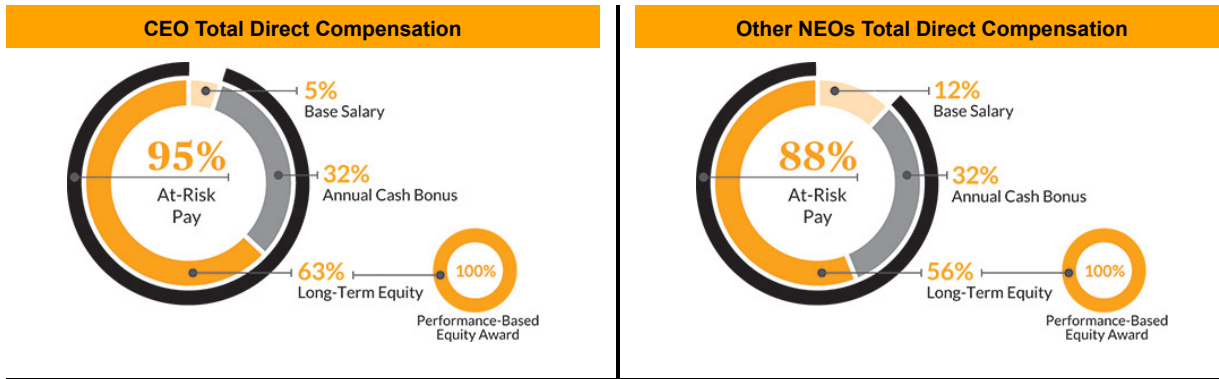 CEO Total Direct Compensation
5%
Base Salary
95%
At-Risk
Pay
32%
Annual Cash Bonus
63%
Long-Term Equity
100%
Performance-Based
Equity Award
Other NEOs Total Direct Compensation
12%
Base Salary
88%
At-Risk
Pay
32%
Annual Cash Bonus
56%
Long-Term Equity
100%
Performance-Based
Equity Award